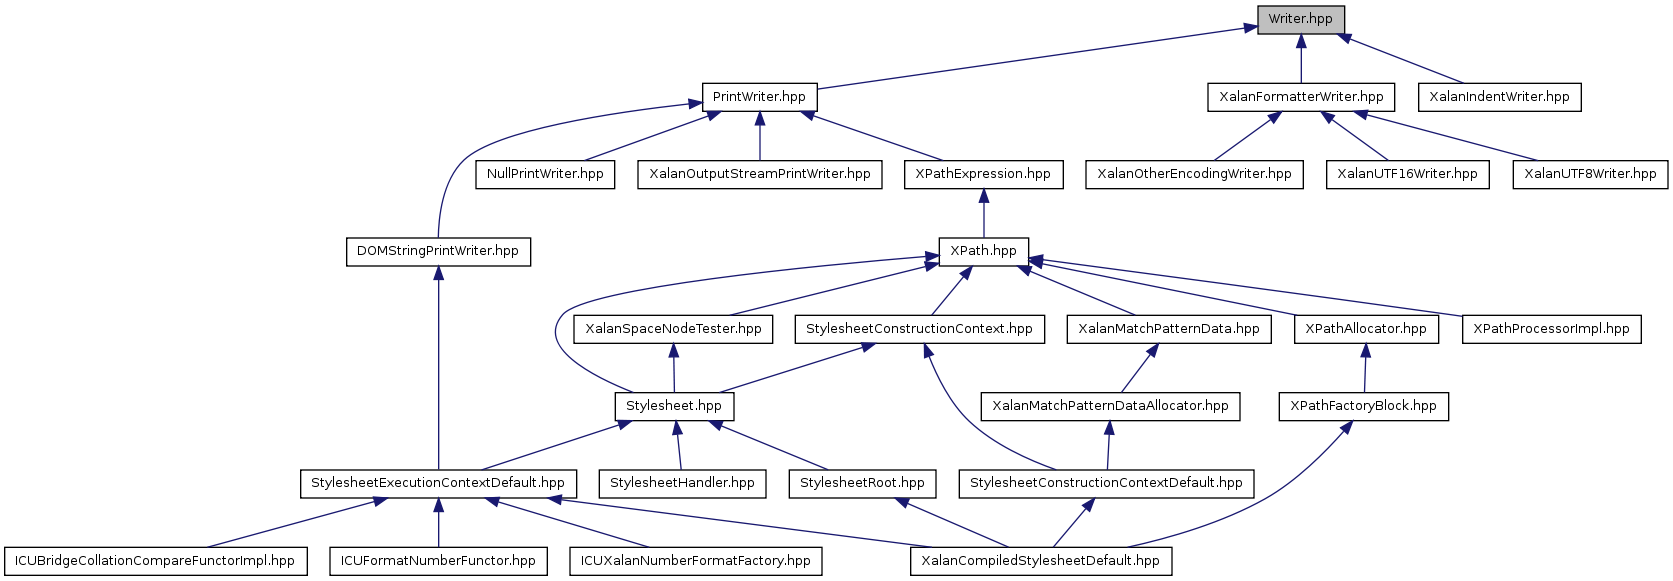 Writer.hpp
PrintWriter.hpp
XalanFormatterWriter.hpp
XalanIndentWriter.hpp
NullPrintWriter.hpp
XalanOutputStreamPrintWriter.hpp
XPathExpression.hpp
XalanOtherEncodingWriter.hpp
XalanUTF16Writer.hpp
XalanUTF8Writer.hpp
DOMStringPrintWriter.hpp
XPath.hpp
XalanSpaceNodeTester.hpp
StylesheetConstructionContext.hpp
XalanMatchPatternData.hpp
XPathAllocator.hpp
XPathProcessorImpl.hpp
Stylesheet.hpp
XalanMatchPatternDataAllocator.hpp
XPathFactoryBlock.hpp
StylesheetExecutionContextDefault.hpp
StylesheetHandler.hpp
StylesheetRoot.hpp
StylesheetConstructionContextDefault.hpp
ICUBridgeCollationCompareFunctorImpl.hpp
ICUFormatNumberFunctor.hpp
ICUXalanNumberFormatFactory.hpp
XalanCompiledStylesheetDefault.hpp